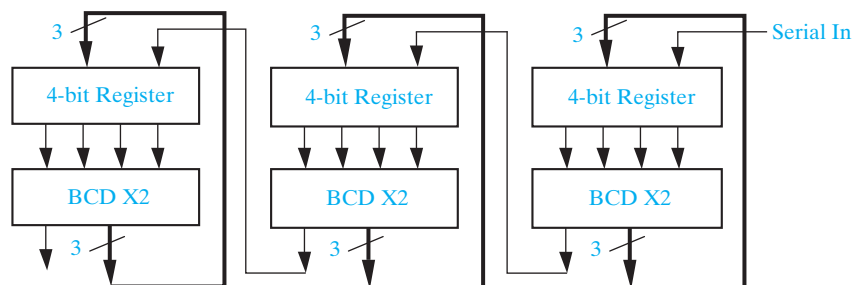 3 3 3 Serial In
4-bit Register 4-bit Register 4-bit Register
BCD X2 BCD X2 BCD X2
3 3 3